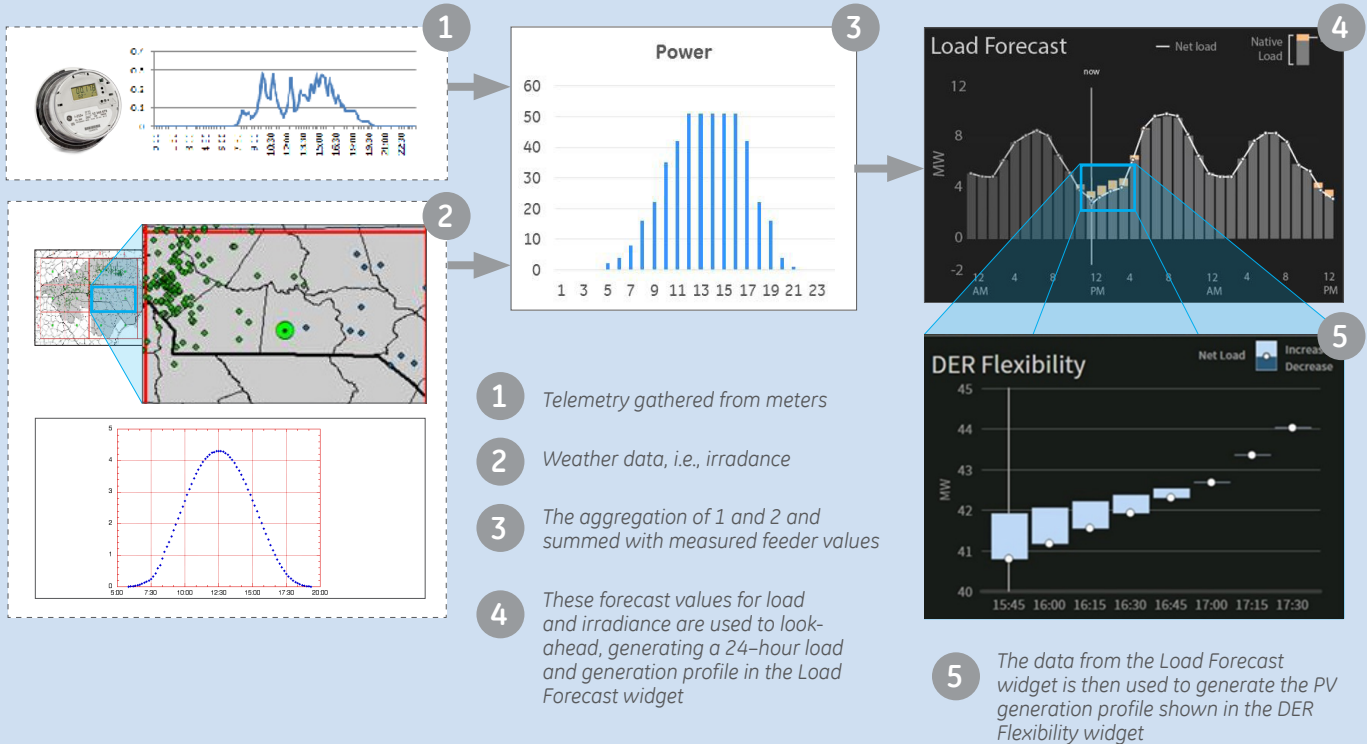 1
2
3
Power
60
50
40
30
20
10
0
1 3 5 7 9 11 13 15 17 19 21 23
4
Load Forecast
Net load
Native
Load
now
12
8
4
0
-2
MW
12
AM
4
8
12
PM
4
8
12
AM
4
8
12
PM
5
DER Flexibility
Net Load
Decrease
45
44
43
42
41
40
MW
15:45 16:00 16:15 16:30 16:45 17:00 17:15 17:30
5
4
3
2
1
0
5:00 7:30 10:00 12:30 15:00 17:30 20:00
1 Telemetry gathered from meters
2 Weather data, i.e., irradance
3 The aggregation of 1 and 2 and
summed with measured feeder values
4 These forecast values for load
and irradiance are used to look-
ahead, generating a 24–hour load
and generation profile in the Load
Forecast widget
5 The data from the Load Forecast
widget is then used to generate the PV
generation profile shown in the DER
Flexibility widget